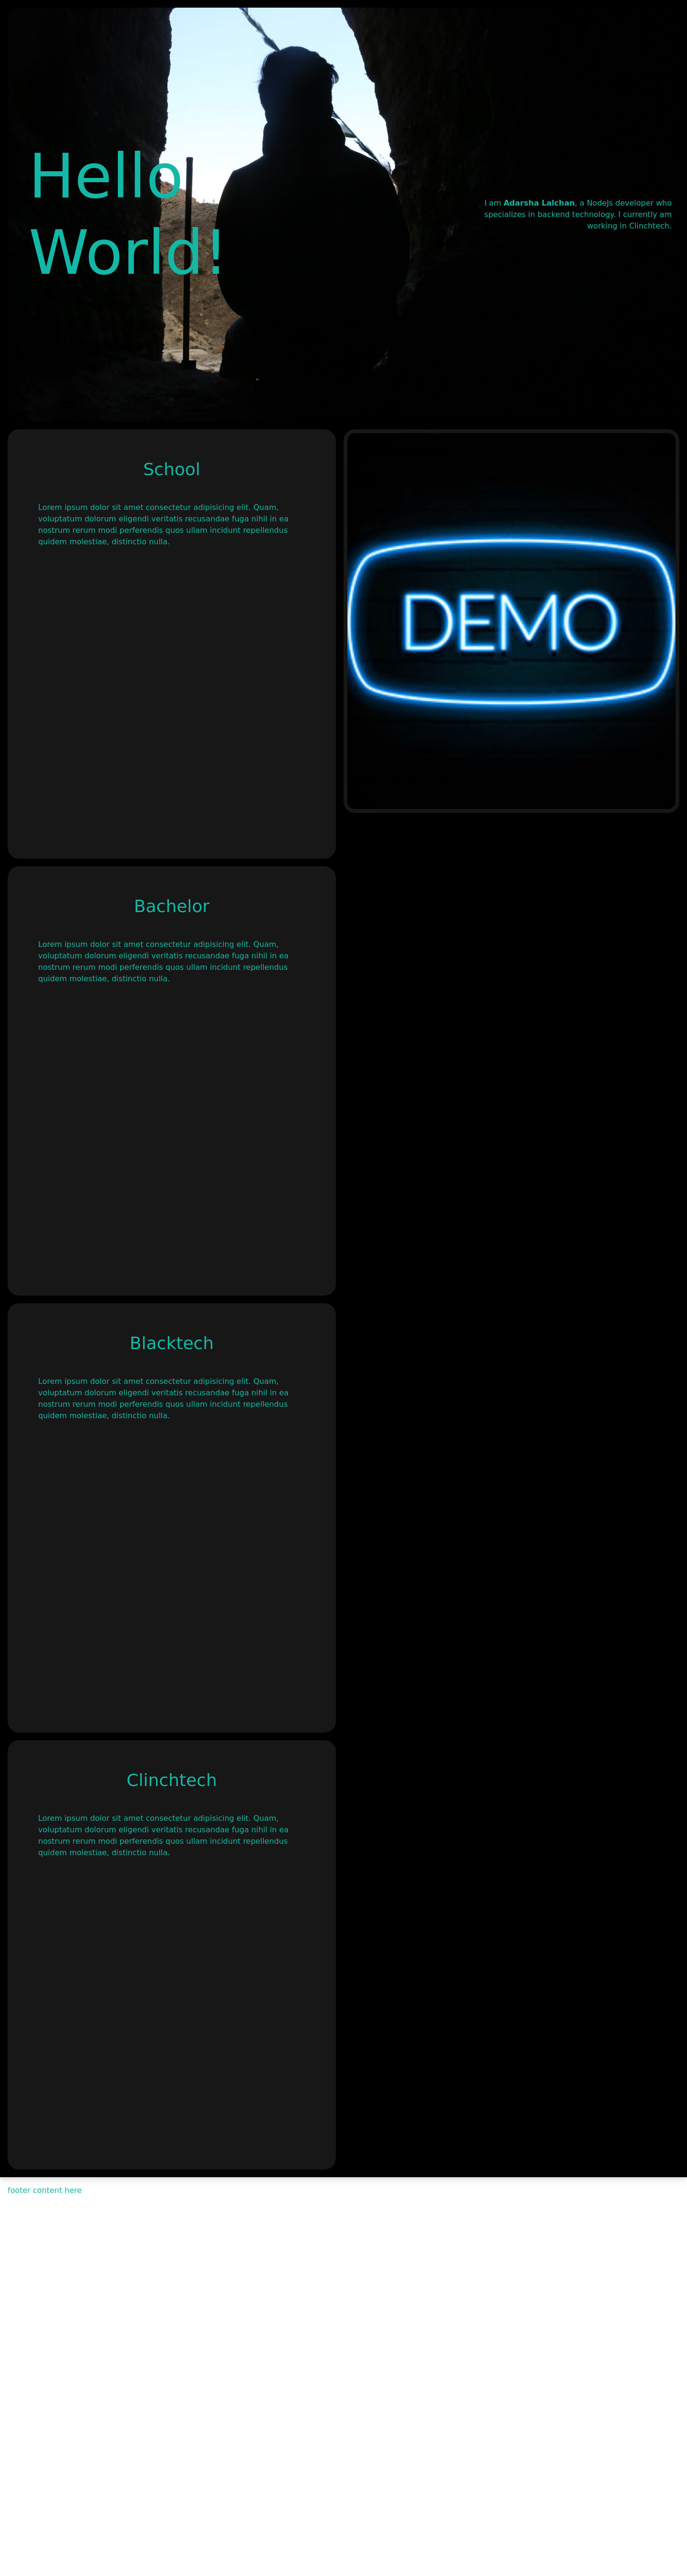 Hello
World!
I am Adarsha Lalchan, a NodeJs developer who
specializes in backend technology. I currently am
working in Clinchtech.
School
Lorem ipsum dolor sit amet consectetur adipisicing elit. Quam,
voluptatum dolorum eligendi veritatis recusandae fuga nihil in ea
nostrum rerum modi perferendis quos ullam incidunt repellendus
quidem molestiae, distinctio nulla.
DEMO
Bachelor
Lorem ipsum dolor sit amet consectetur adipisicing elit. Quam,
voluptatum dolorum eligendi veritatis recusandae fuga nihil in ea
nostrum rerum modi perferendis quos ullam incidunt repellendus
quidem molestiae, distinctio nulla.
Blacktech
Lorem ipsum dolor sit amet consectetur adipisicing elit. Quam,
voluptatum dolorum eligendi veritatis recusandae fuga nihil in ea
nostrum rerum modi perferendis quos ullam incidunt repellendus
quidem molestiae, distinctio nulla.
Clinchtech
Lorem ipsum dolor sit amet consectetur adipisicing elit. Quam,
voluptatum dolorum eligendi veritatis recusandae fuga nihil in ea
nostrum rerum modi perferendis quos ullam incidunt repellendus
quidem molestiae, distinctio nulla.
footer content here